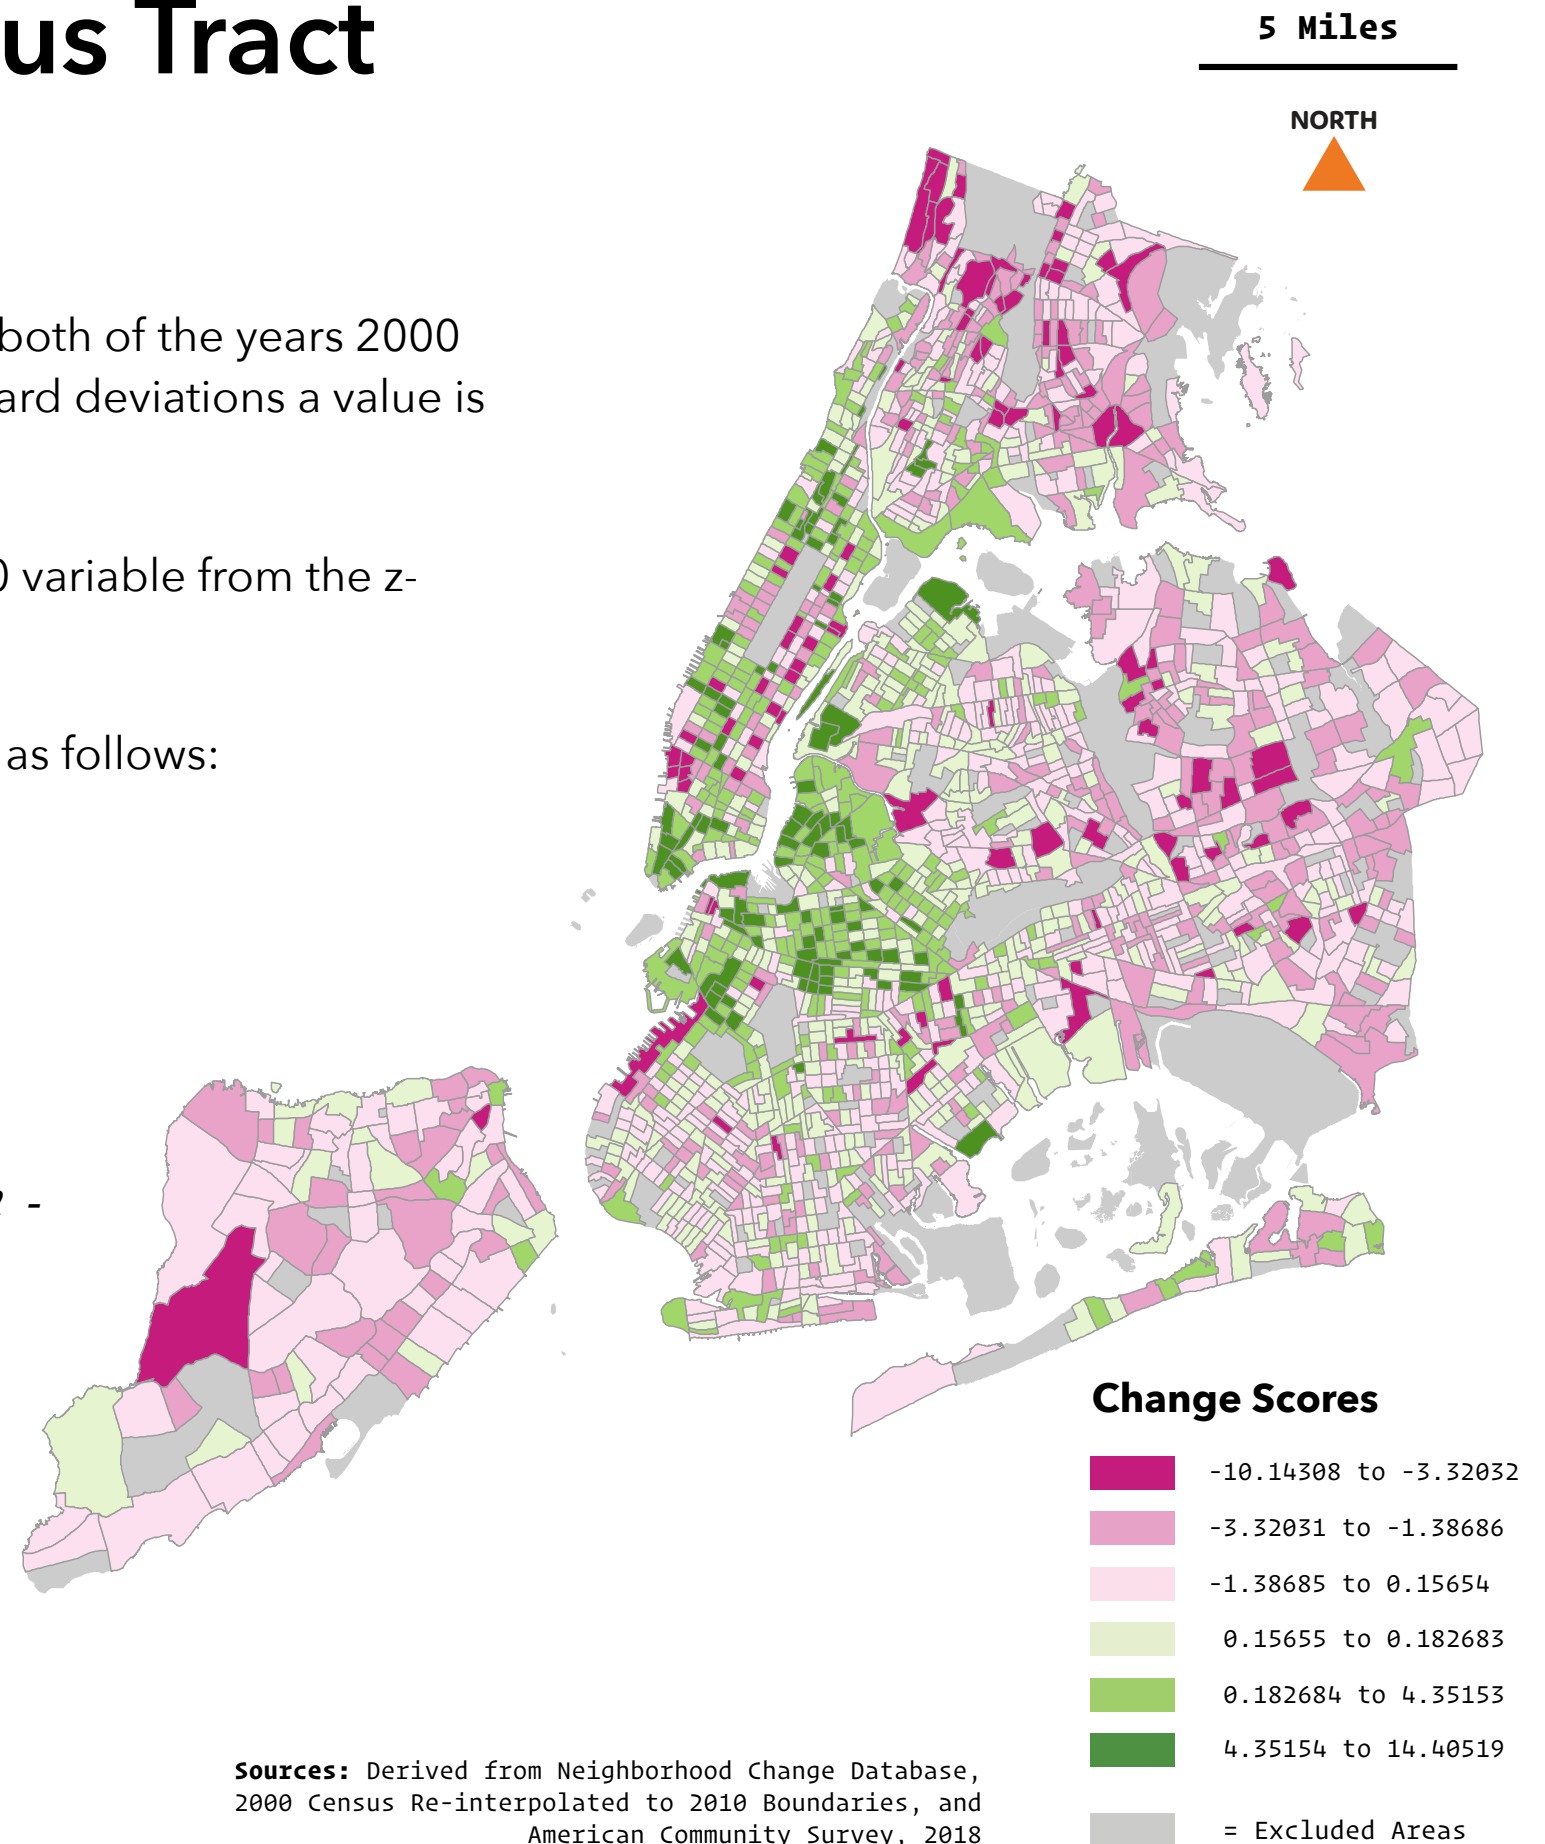 us Tract
5 Miles
NORTH
both of the years 2000
ard deviations a value is
0 variable from the z-
as follows:
-
Change Scores
-10.14308 to -3.32032
-3.32031 to -1.38686
-1.38685 to 0.15654
0.15655 to 0.182683
0.182684 to 4.35153
4.35154 to 14.40519
= Excluded Areas
Sources: Derived from Neighborhood Change Database,
2000 Census Re-interpolated to 2010 Boundaries, and
American Community Survey, 2018